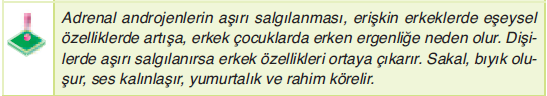 Adrenal androjenlerin aşırı salgılanması, erişkin erkeklerde eşeysel
özelliklerde artışa, erkek çocuklarda erken ergenliğe neden olur. Dişi-
lerde aşırı salgılanırsa erkek özellikleri ortaya çıkarır. Sakal, bıyık olu-
şur, ses kalınlaşır, yumurtalık ve rahim körelir.